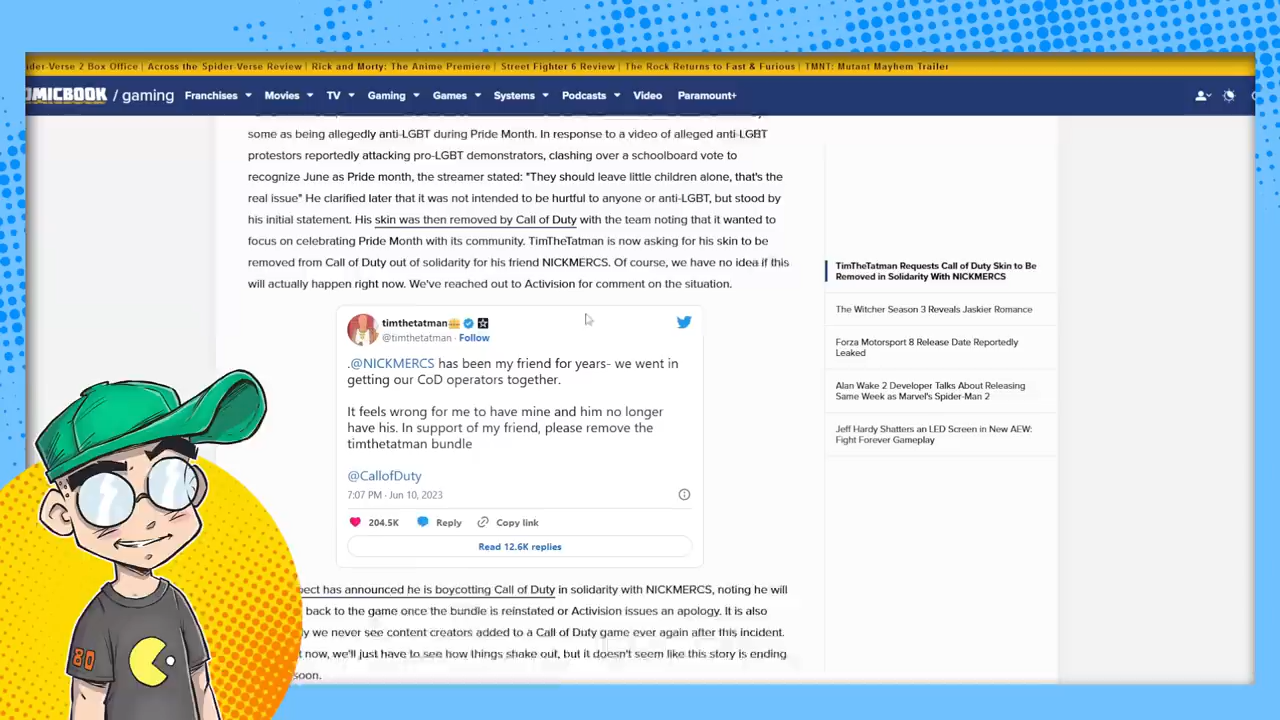 der-Verse 2 Box Office | Across the Spider-Verse Review | Rick and Morty: The Anime Premiere | Street Fighter 6 Review | The Rock Returns to Fast & Furious | TMNT: Mutant Mayhem Trailer
OMICBOOK / gaming Franchises Movies TV Gaming Games Systems Podcasts Video Paramount+
some as being allegedly anti-LGBT during Pride Month. In response to a video of alleged anti-LGBT
protestors reportedly attacking pro-LGBT demonstrators, clashing over a schoolboard vote to
recognize June as Pride month, the streamer stated: "They should leave little children alone, that's the
real issue" He clarified later that it was not intended to be hurtful to anyone or anti-LGBT, but stood by
his initial statement. His skin was then removed by Call of Duty with the team noting that it wanted to
focus on celebrating Pride Month with its community. TimTheTatman is now asking for his skin to be
removed from Call of Duty out of solidarity for his friend NICKMERCS. Of course, we have no idea if this
will actually happen right now. We've reached out to Activision for comment on the situation.
timthetatman
@timthetatman · Follow
.@NICKMERCS has been my friend for years- we went in
getting our CoD operators together.
It feels wrong for me to have mine and him no longer
have his. In support of my friend, please remove the
timthetatman bundle
@CallofDuty
7:07 PM · Jun 10, 2023
204.5K Reply Copy link
Read 12.6K replies
pect has announced he is boycotting Call of Duty in solidarity with NICKMERCS, noting he will
back to the game once the bundle is reinstated or Activision issues an apology. It is also
y we never see content creators added to a Call of Duty game ever again after this incident.
t now, we'll just have to see how things shake out, but it doesn't seem like this story is ending
soon.
TimTheTatman Requests Call of Duty Skin to Be
Removed in Solidarity With NICKMERCS
The Witcher Season 3 Reveals Jaskier Romance
Forza Motorsport 8 Release Date Reportedly
Leaked
Alan Wake 2 Developer Talks About Releasing
Same Week as Marvel's Spider-Man 2
Jeff Hardy Shatters an LED Screen in New AEW:
Fight Forever Gameplay
80